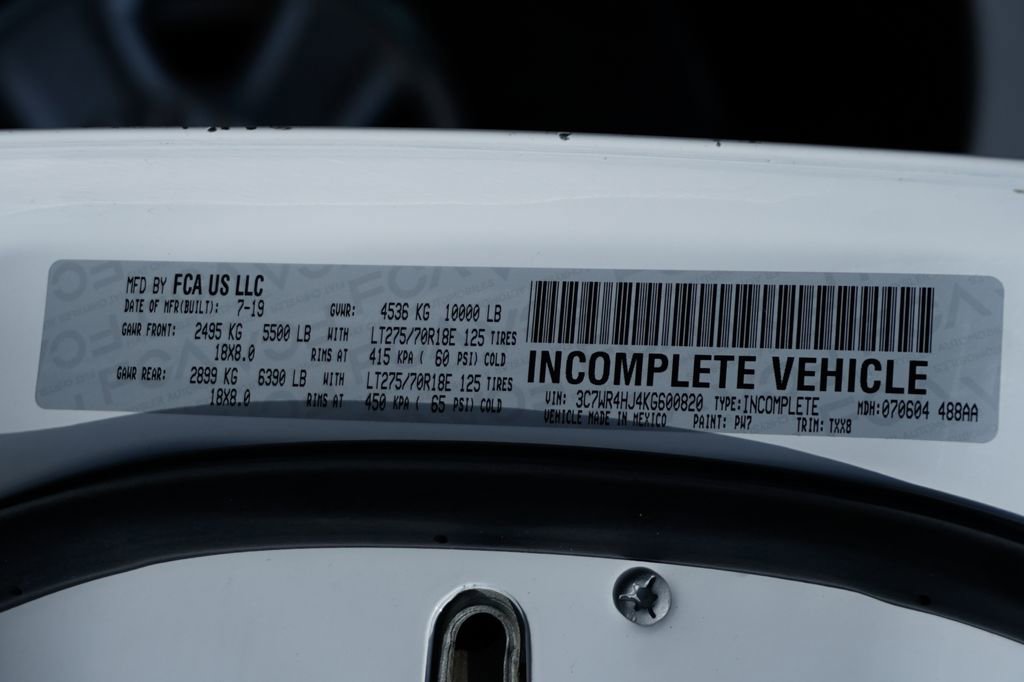 MFD BY FCA US LLC
DATE OF MFR(BUILT): 7-19 GVWR: 4536 KG 10000 LB
GAWR FRONT: 2495 KG 5500 LB WITH LT275/70R18E 125 TIRES
18X8.0 RIMS AT 415 KPA ( 60 PSI) COLD
GAWR REAR: 2899 KG 6390 LB WITH LT275/70R18E 125 TIRES
18X8.0 RIMS AT 450 KPA ( 65 PSI) COLD
INCOMPLETE VEHICLE
VIN: 3C7WR4HJ4KG600820 TYPE:INCOMPLETE MDH:070604 488AA
VEHICLE MADE IN MEXICO PAINT: PW7 TRIM: TXX8